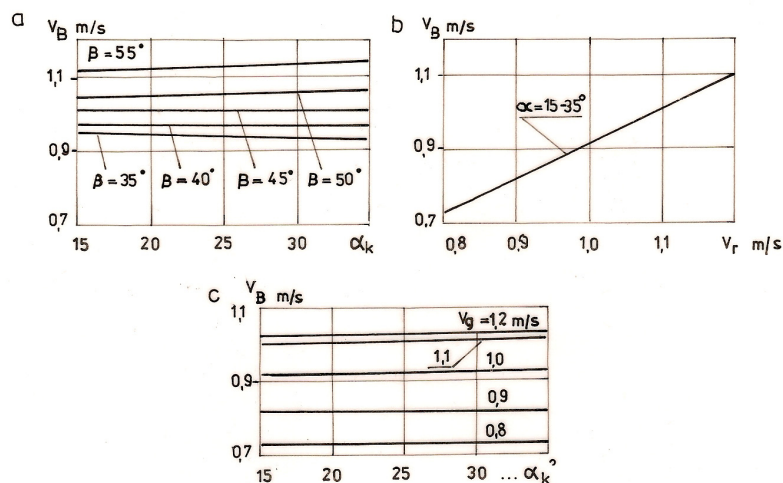 a
V_B m/s
β=55°
1,1
0,9
β=35° β=40° β=45° β=50°
0,7
15 20 25 30 α_k
b
V_B m/s
1,1
α=15-35°
0,9
0,7
0,8 0,9 1,0 1,1 V_r m/s
c
V_B m/s
1,1
V_g=1,2 m/s
1,1 1,0
0,9
0,9
0,8
0,7
15 20 25 30 ... α_k°